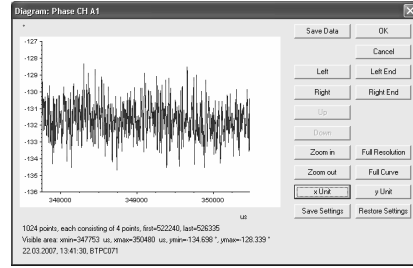 Diagram: Phase CH A1
°
-127
-128
-129
-130
-131
-132
-133
-134
-135
-136
348000
349000
350000
us
1024 points, each consisting of 4 points, first=522240, last=526335
Visible area: xmin=347753 us, xmax=350480 us, ymin=-134.698 °, ymax=-128.339 °
22.03.2007, 13:41:30, BTPC071
Save Data
OK
Cancel
Left
Left End
Right
Right End
Up
Down
Zoom in
Full Resolution
Zoom out
Full Curve
x Unit
y Unit
Save Settings
Restore Settings